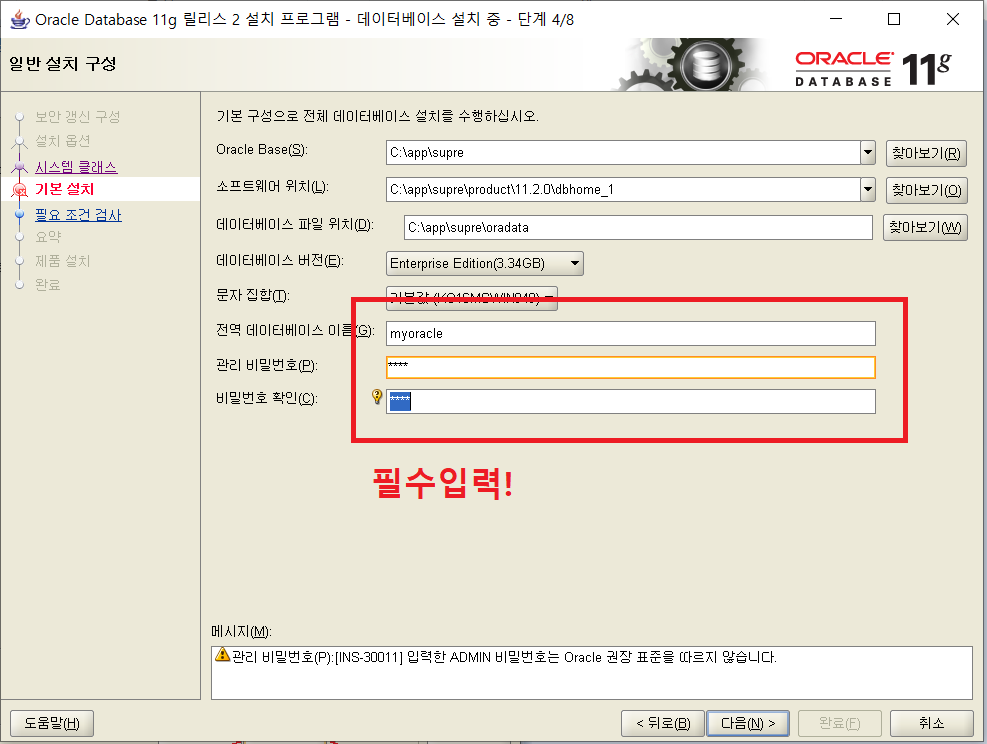 Oracle Database 11g 릴리스 2 설치 프로그램 - 데이터베이스 설치 중 - 단계 4/8
일반 설치 구성
ORACLE
DATABASE
11g
보안 갱신 구성
설치 옵션
시스템 클래스
기본 설치
필요 조건 검사
요약
제품 설치
완료
기본 구성으로 전체 데이터베이스 설치를 수행하십시오.
Oracle Base(S): C:\app\supre 찾아보기(R)
소프트웨어 위치(L): C:\app\supre\product\11.2.0\dbhome_1 찾아보기(O)
데이터베이스 파일 위치(D): C:\app\supre\oradata 찾아보기(W)
데이터베이스 버전(E): Enterprise Edition(3.34GB)
문자 집합(T): 기본값 (KO16MSWIN949)
전역 데이터베이스 이름(G): myoracle
관리 비밀번호(P): ****
비밀번호 확인(C): ****
필수입력!
메시지(M):
관리 비밀번호(P):[INS-30011] 입력한 ADMIN 비밀번호는 Oracle 권장 표준을 따르지 않습니다.
도움말(H) < 뒤로(B) 다음(N) > 완료(F) 취소